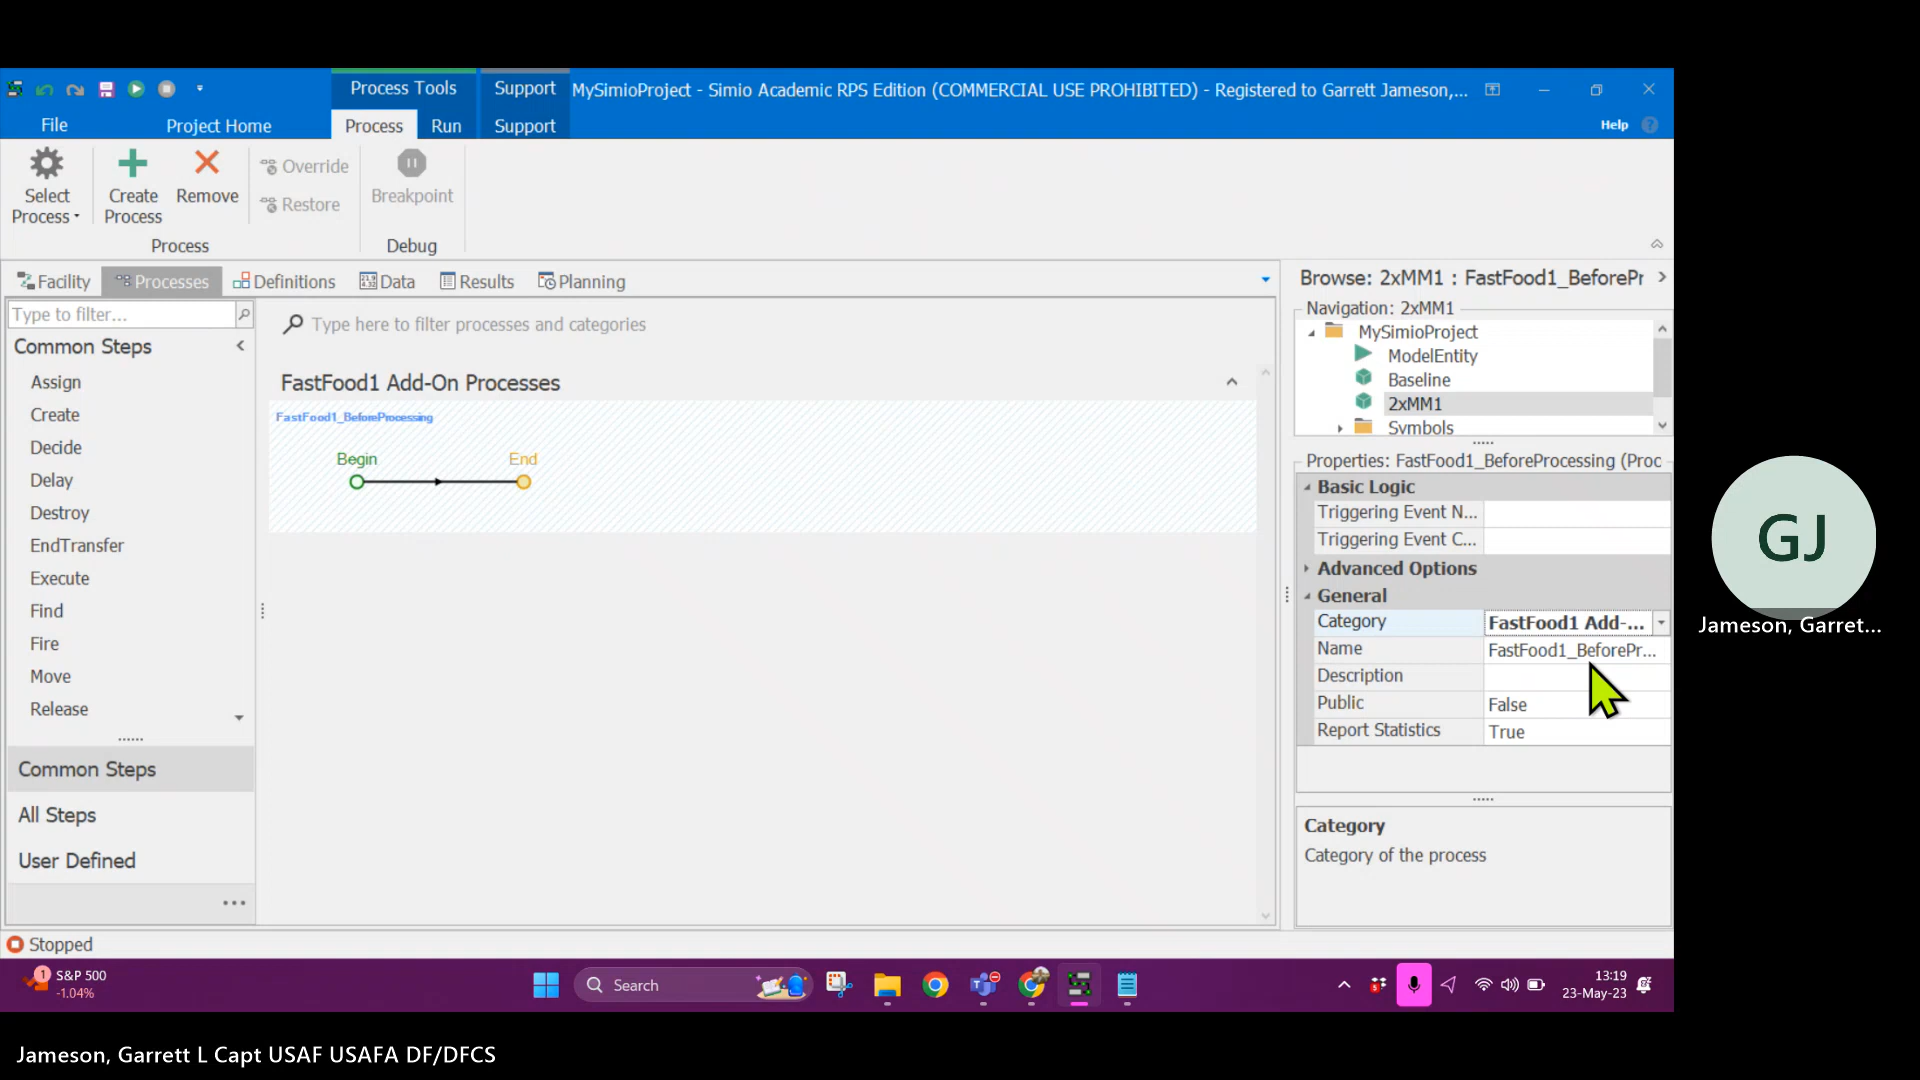 Process Tools
Support
MySimioProject - Simio Academic RPS Edition (COMMERCIAL USE PROHIBITED) - Registered to Garrett Jameson,...
File
Project Home
Process
Run
Support
Help
Select
Process
Create
Process
Remove
Override
Restore
Breakpoint
Process
Debug
Facility
Processes
Definitions
Data
Results
Planning
Type to filter...
Common Steps
Assign
Create
Decide
Delay
Destroy
EndTransfer
Execute
Find
Fire
Move
Release
Common Steps
All Steps
User Defined
Type here to filter processes and categories
FastFood1 Add-On Processes
FastFood1_BeforeProcessing
Begin
End
Browse: 2xMM1 : FastFood1_BeforePr
Navigation: 2xMM1
MySimioProject
ModelEntity
Baseline
2xMM1
Symbols
Properties: FastFood1_BeforeProcessing (Proc
Basic Logic
Triggering Event N...
Triggering Event C...
Advanced Options
General
Category FastFood1 Add-...
Name FastFood1_BeforePr...
Description
Public False
Report Statistics True
Category
Category of the process
Stopped
1
S&P 500
-1.04%
Search
13:19
23-May-23
GJ
Jameson, Garret...
Jameson, Garrett L Capt USAF USAFA DF/DFCS